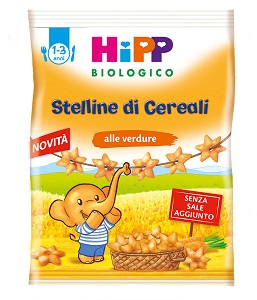 1-3
anni
HiPP
BIOLOGICO
Stelline di Cereali
alle verdure
NOVITÀ
SENZA
SALE
AGGIUNTO